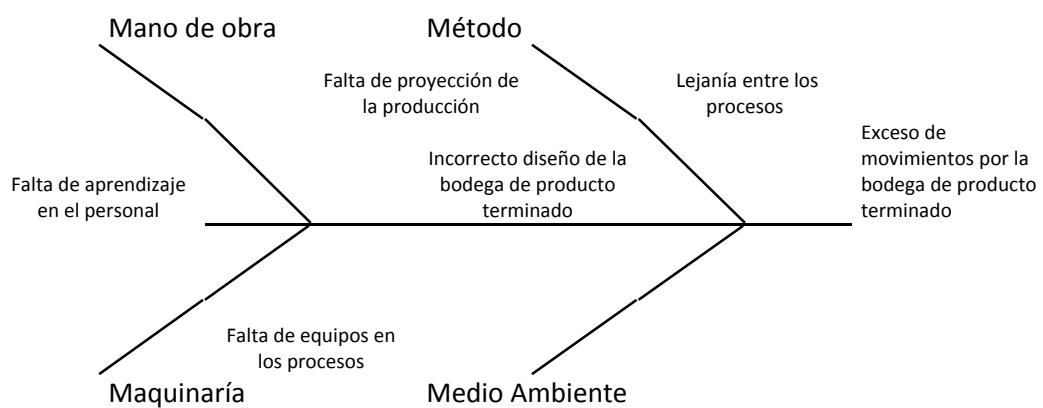 Mano de obra
Método
Falta de proyección de
la producción
Lejanía entre los
procesos
Exceso de
movimientos por la
bodega de producto
terminado
Incorrecto diseño de la
bodega de producto
terminado
Falta de aprendizaje
en el personal
Falta de equipos en
los procesos
Maquinaría
Medio Ambiente